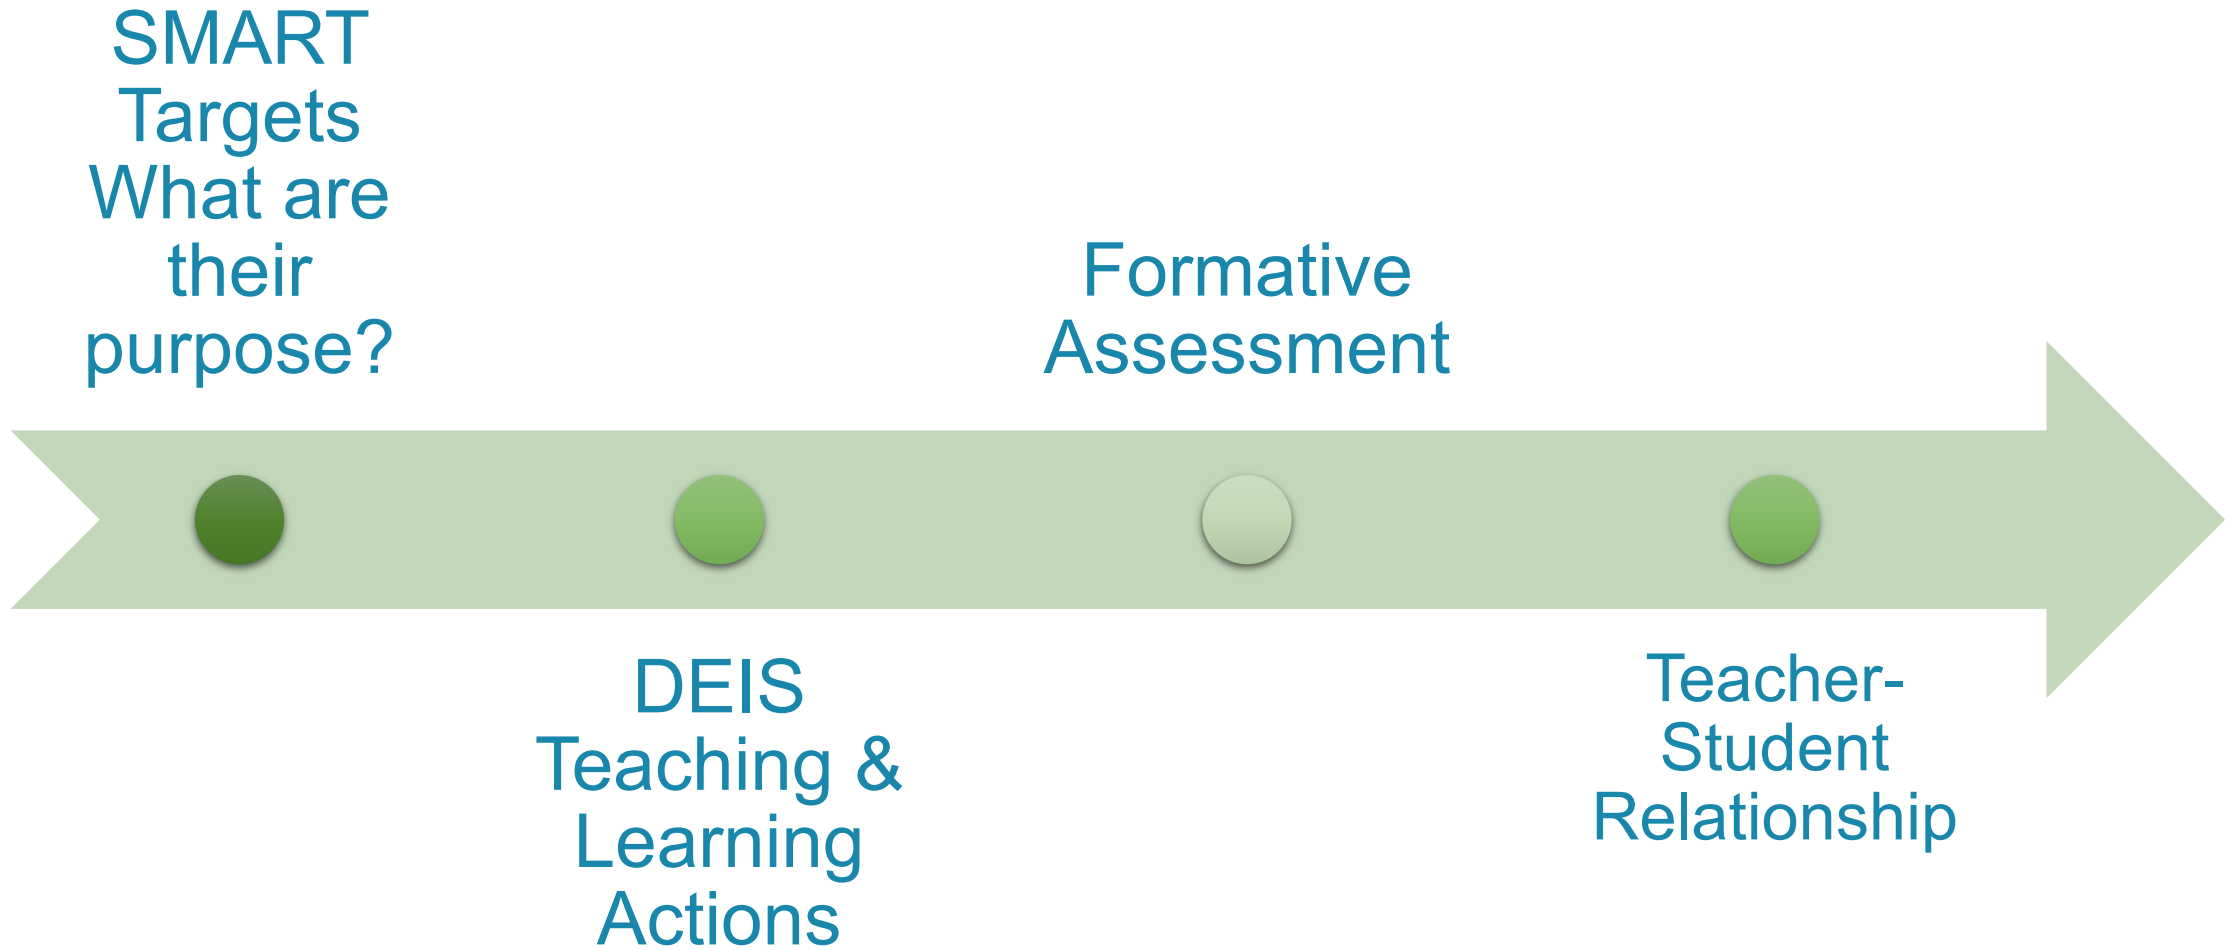 SMART
Targets
What are
their
purpose?
DEIS
Teaching &
Learning
Actions
Formative
Assessment
Teacher-
Student
Relationship